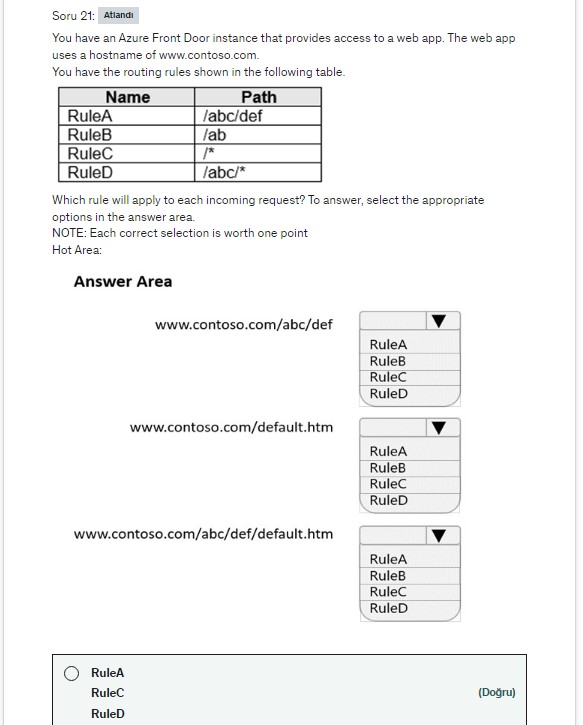 Soru 21: Atlandı
You have an Azure Front Door instance that provides access to a web app. The web app
uses a hostname of www.contoso.com.
You have the routing rules shown in the following table.
Name Path
RuleA /abc/def
RuleB /ab
RuleC /*
RuleD /abc/*
Which rule will apply to each incoming request? To answer, select the appropriate
options in the answer area.
NOTE: Each correct selection is worth one point
Hot Area:
Answer Area
www.contoso.com/abc/def
RuleA
RuleB
RuleC
RuleD
www.contoso.com/default.htm
RuleA
RuleB
RuleC
RuleD
www.contoso.com/abc/def/default.htm
RuleA
RuleB
RuleC
RuleD
RuleA
RuleC (Doğru)
RuleD